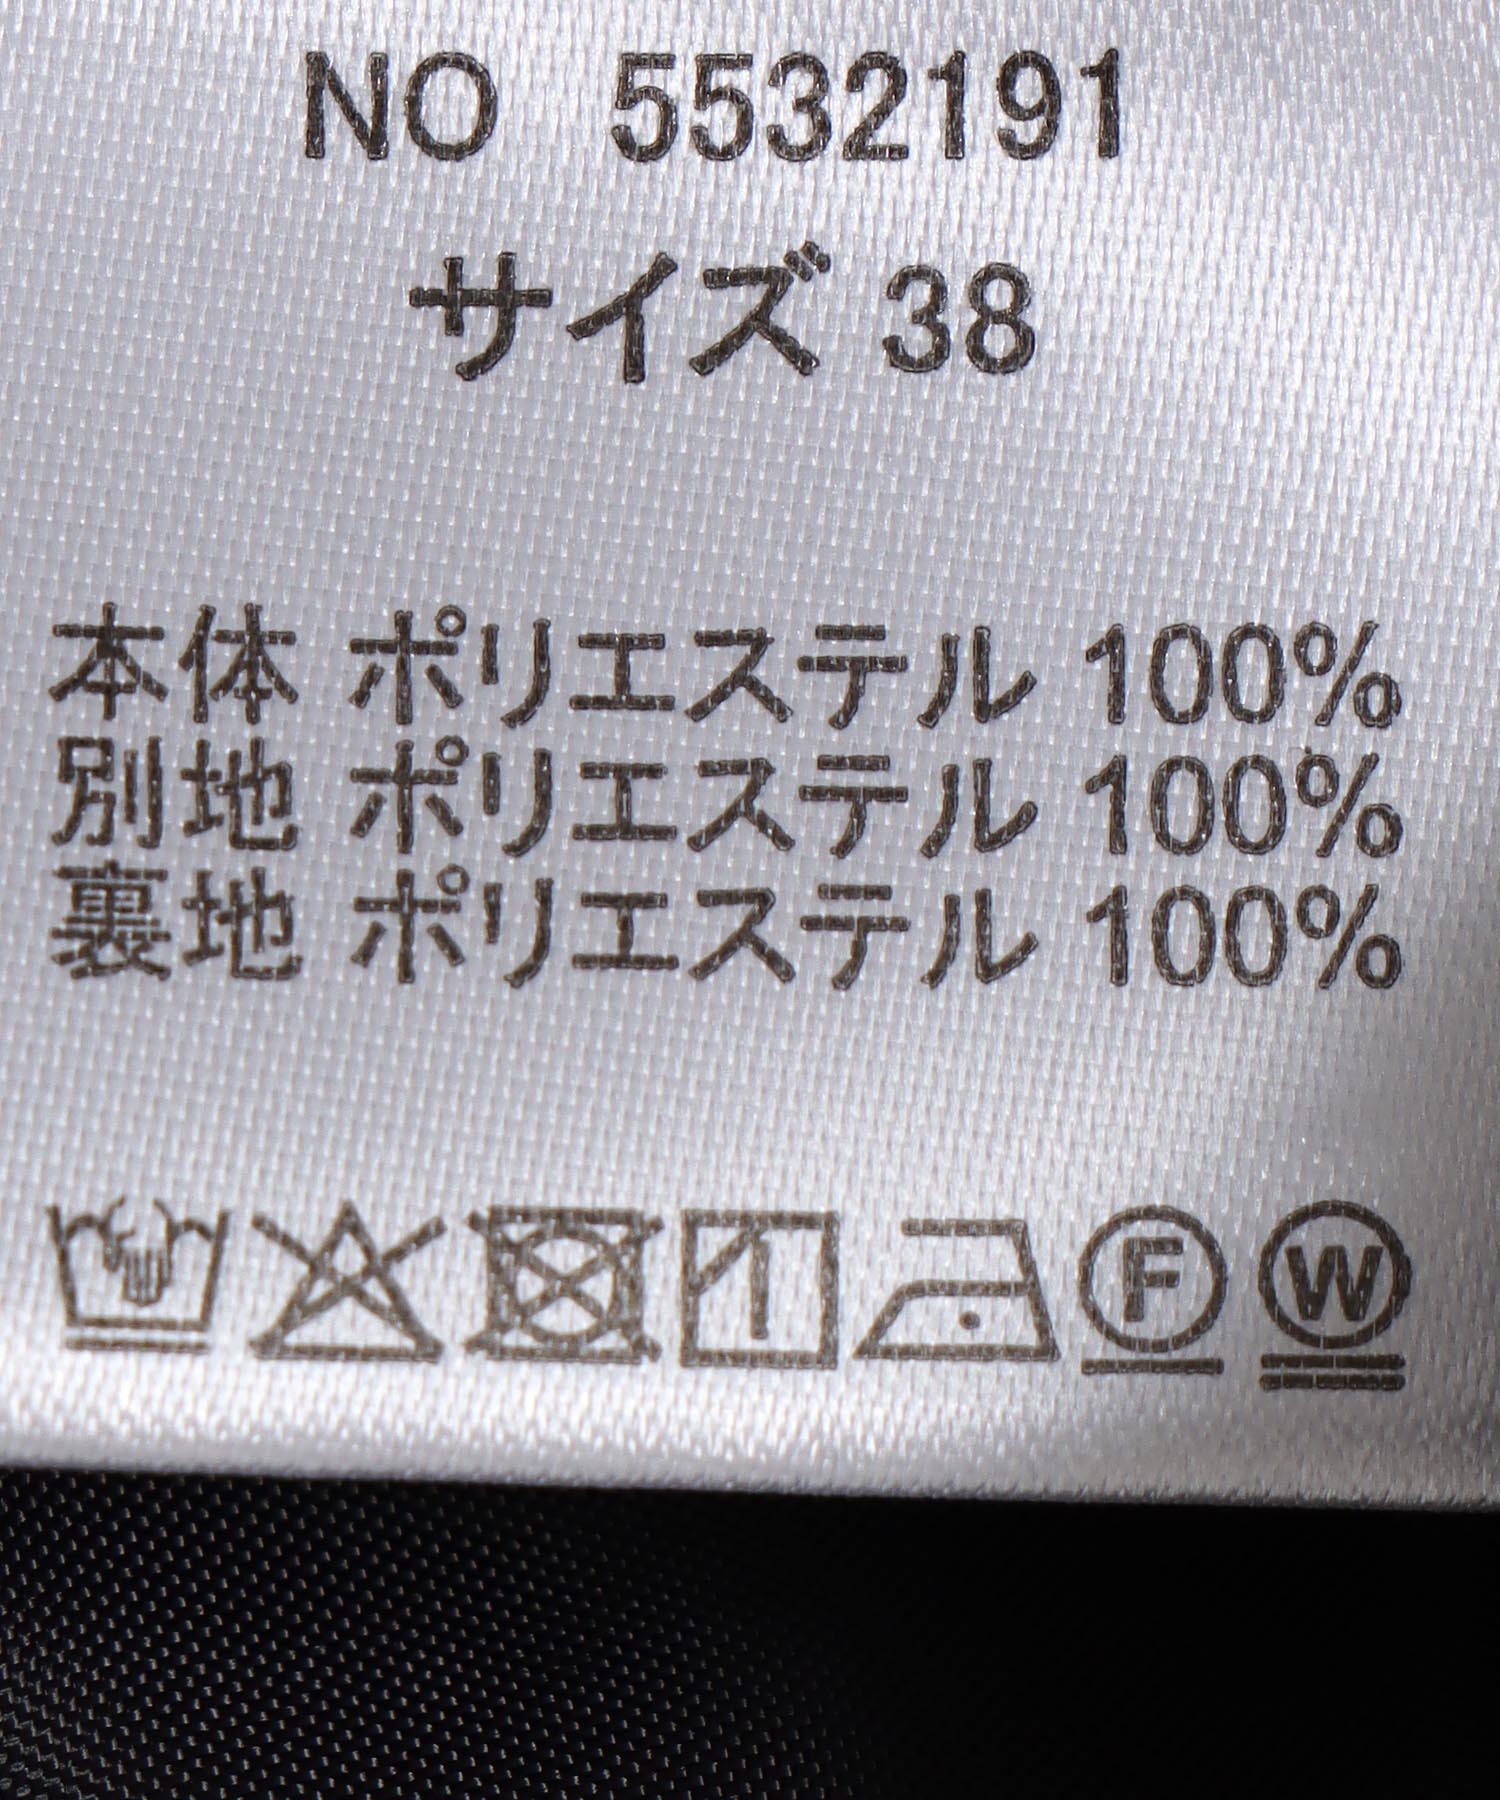 NO 5532191
サイズ 38
本体 ポリエステル 100%
別地 ポリエステル 100%
裏地 ポリエステル 100%
F W